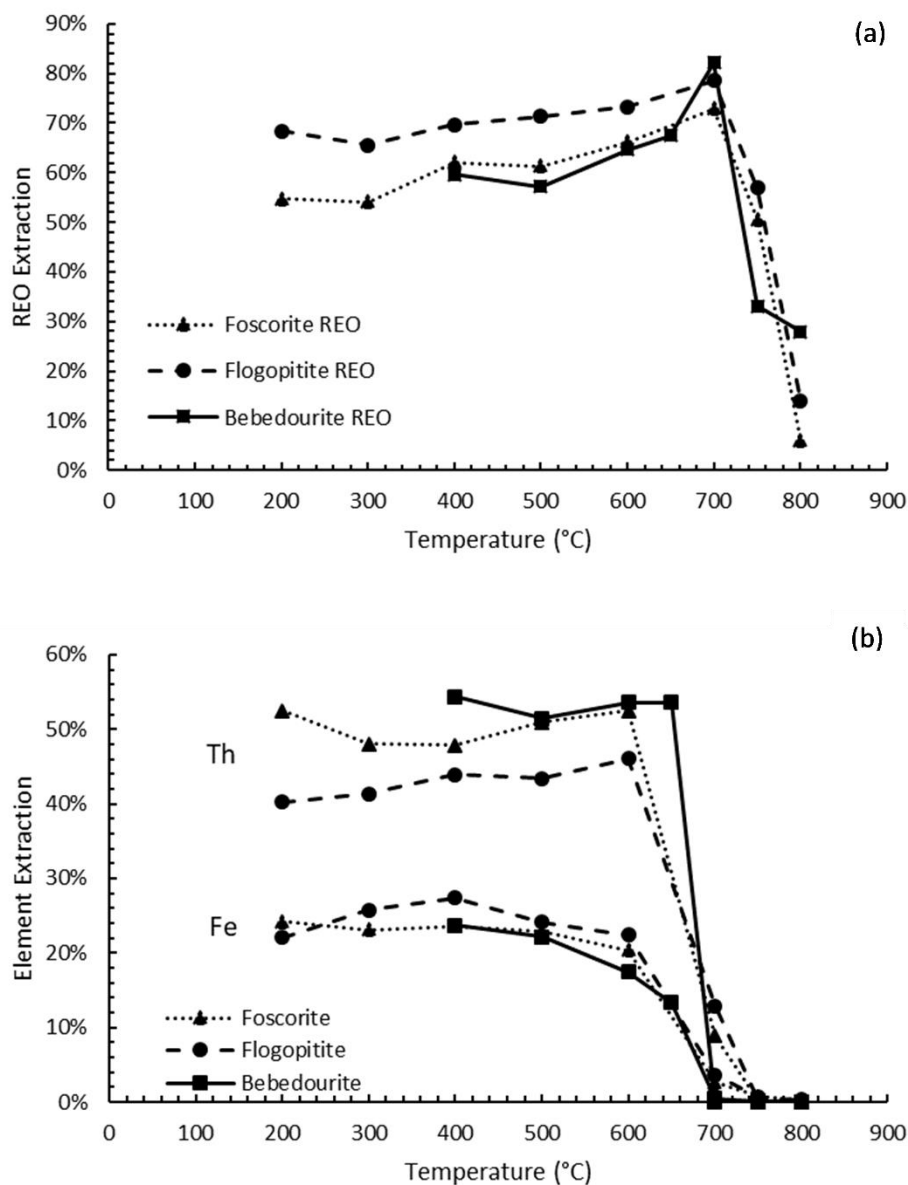 (a)
90%
80%
70%
60%
50%
40%
30%
20%
10%
0%
REO Extraction
Foscorite REO
Flogopitite REO
Bebedourite REO
0 100 200 300 400 500 600 700 800 900
Temperature (°C)
(b)
60%
50%
40%
30%
20%
10%
0%
Element Extraction
Th
Fe
Foscorite
Flogopitite
Bebedourite
0 100 200 300 400 500 600 700 800 900
Temperature (°C)